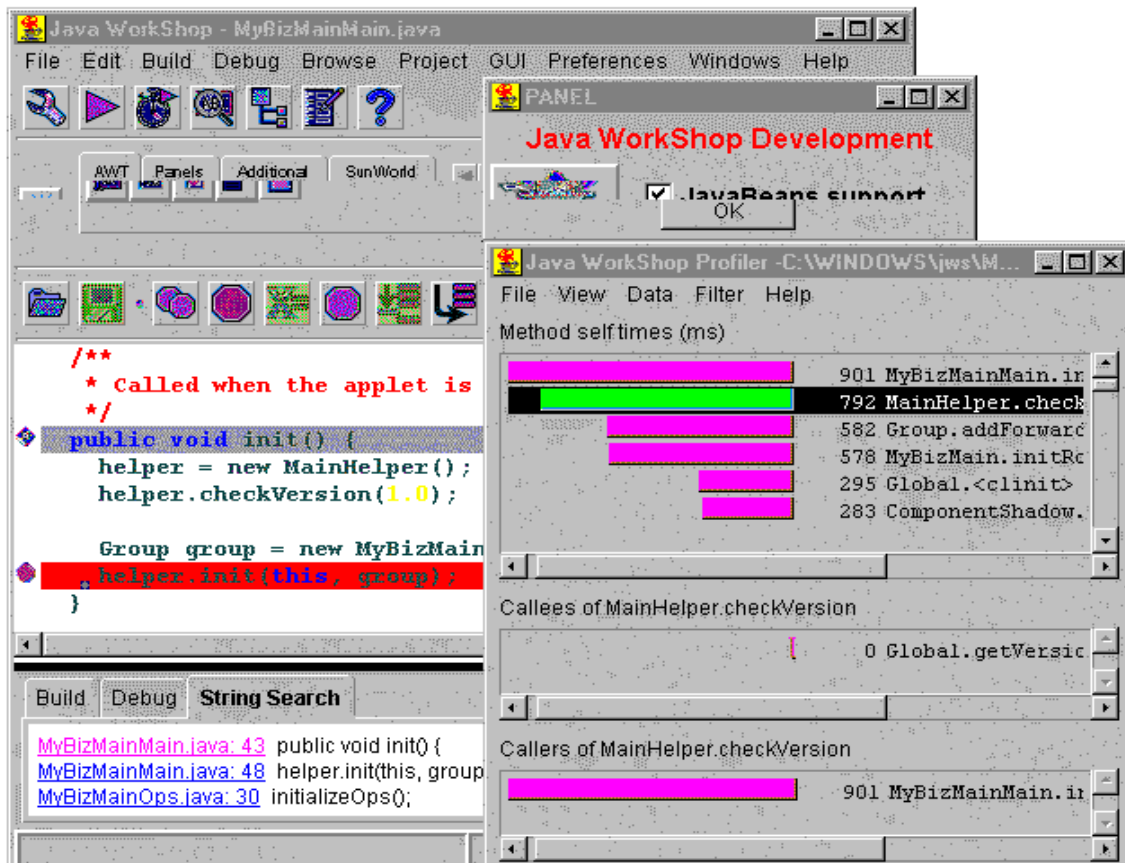 Java WorkShop - MyBizMainMain.java
File Edit Build Debug Browse Project GUI Preferences Windows Help
AWT Panels Additional SunWorld
/**
* Called when the applet is
*/
public void init() {
helper = new MainHelper();
helper.checkVersion(1.0);
Group group = new MyBizMain
helper.init(this, group);
}
Build Debug String Search
MyBizMainMain.java: 43 public void init() {
MyBizMainMain.java: 48 helper.init(this, group
MyBizMainOps.java: 30 initializeOps();
PANEL
Java WorkShop Development
JavaBeans support
OK
Java WorkShop Profiler -C:\WINDOWS\jws\M...
File View Data Filter Help
Method self times (ms)
901 MyBizMainMain.in
792 MainHelper.check
582 Group.addForward
578 MyBizMain.initRo
295 Global.<clinit>
283 ComponentShadow.
Callees of MainHelper.checkVersion
0 Global.getVersio
Callers of MainHelper.checkVersion
901 MyBizMainMain.in